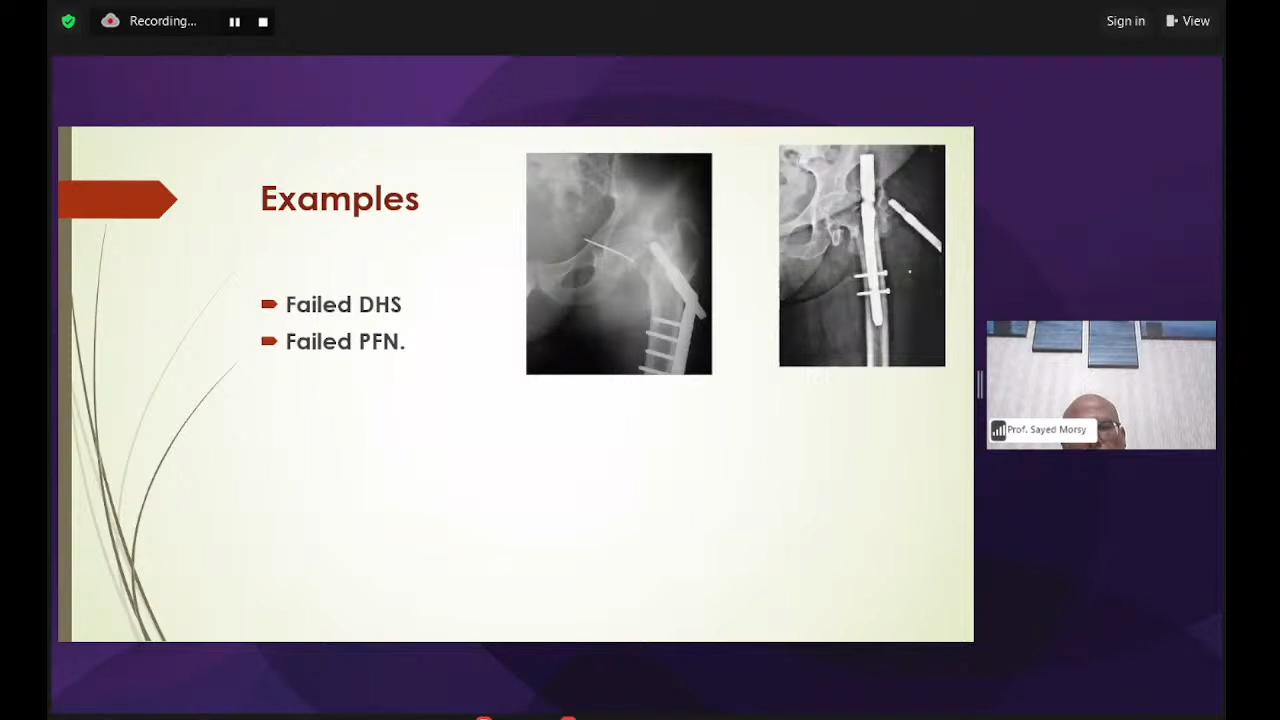 Recording...
Sign in
View
Examples
Failed DHS
Failed PFN.
Prof. Sayed Morsy